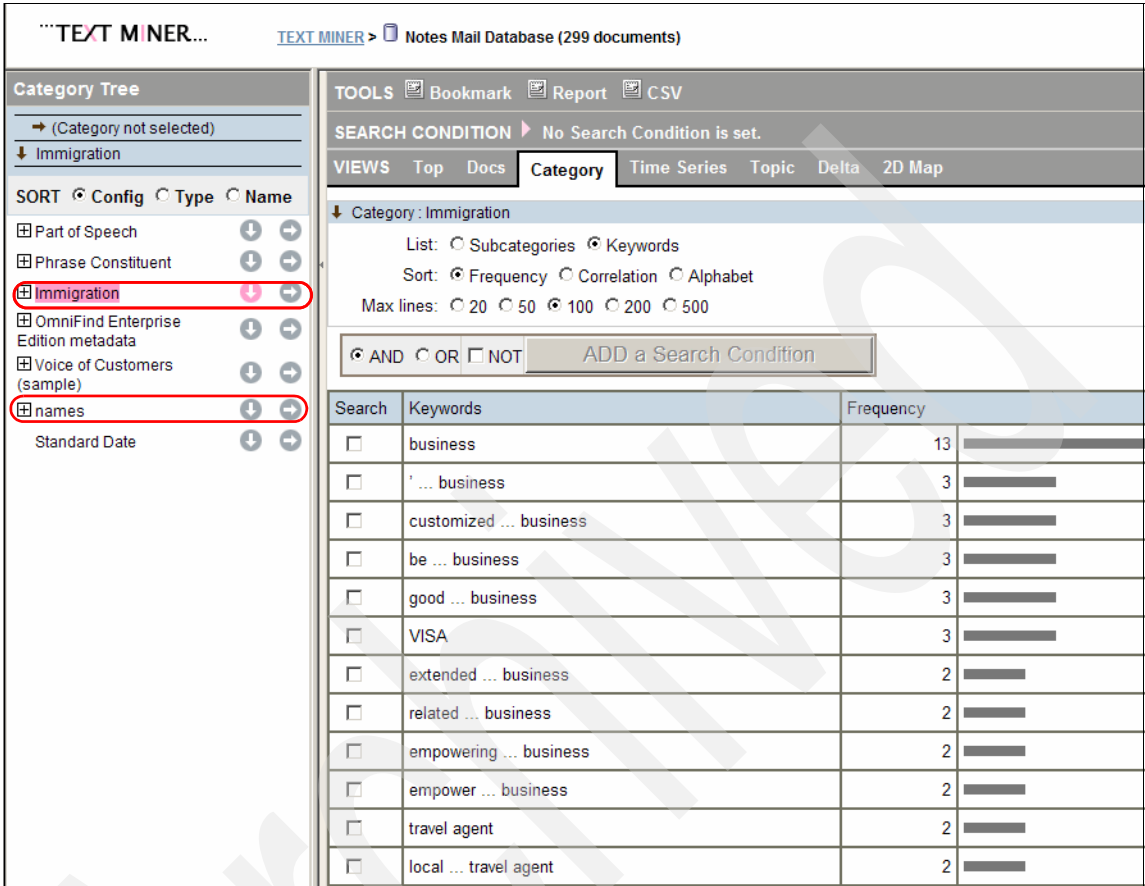 ...TEXT MINER...
TEXT MINER > Notes Mail Database (299 documents)
Category Tree
(Category not selected)
Immigration
SORT Config Type Name
Part of Speech
Phrase Constituent
Immigration
OmniFind Enterprise
Edition metadata
Voice of Customers
(sample)
names
Standard Date
TOOLS Bookmark Report CSV
SEARCH CONDITION No Search Condition is set.
VIEWS Top Docs Category Time Series Topic Delta 2D Map
Category : Immigration
List: Subcategories Keywords
Sort: Frequency Correlation Alphabet
Max lines: 20 50 100 200 500
AND OR NOT ADD a Search Condition
Search Keywords Frequency
business 13
' ... business 3
customized ... business 3
be ... business 3
good ... business 3
VISA 3
extended ... business 2
related ... business 2
empowering ... business 2
empower ... business 2
travel agent 2
local ... travel agent 2